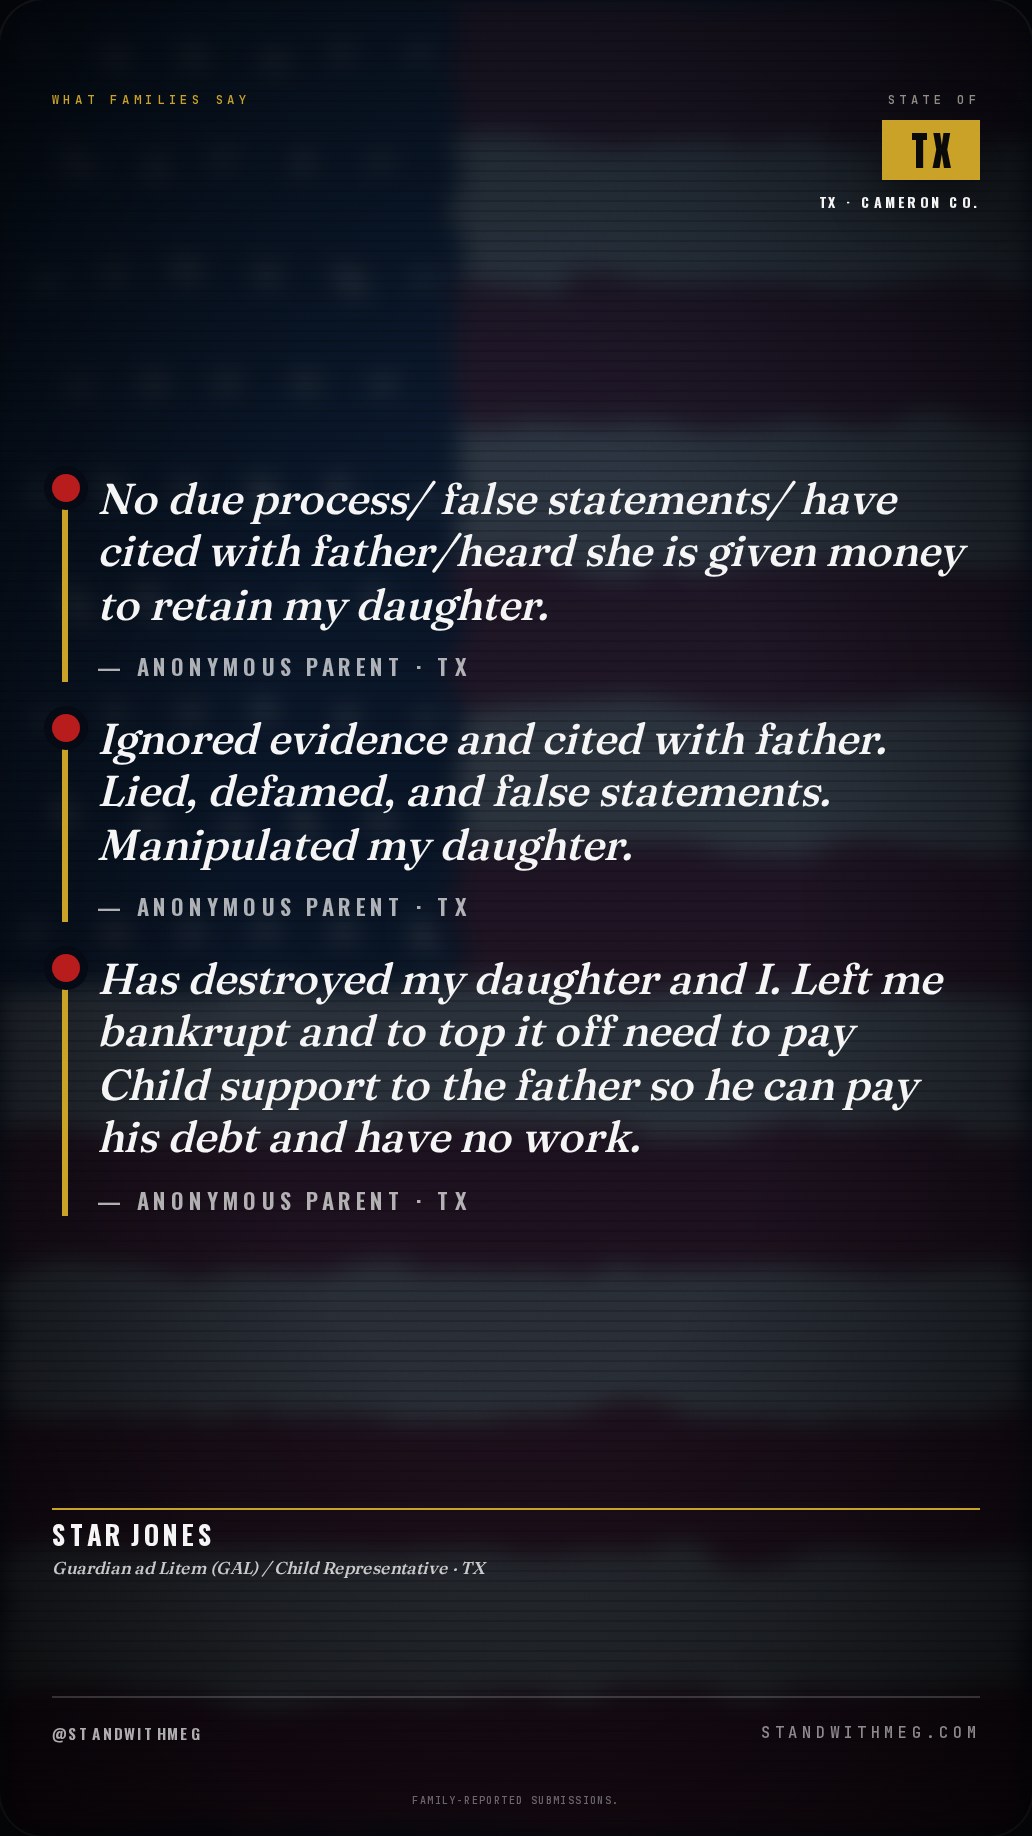 WHAT FAMILIES SAY
STATE OF
TX
TX · CAMERON CO.
No due process/ false statements/ have
cited with father/heard she is given money
to retain my daughter.
— ANONYMOUS PARENT · TX
Ignored evidence and cited with father.
Lied, defamed, and false statements.
Manipulated my daughter.
— ANONYMOUS PARENT · TX
Has destroyed my daughter and I. Left me
bankrupt and to top it off need to pay
Child support to the father so he can pay
his debt and have no work.
— ANONYMOUS PARENT · TX
STAR JONES
Guardian ad Litem (GAL) / Child Representative · TX
@STANDWITHMEG
STANDWITHMEG.COM
FAMILY-REPORTED SUBMISSIONS.